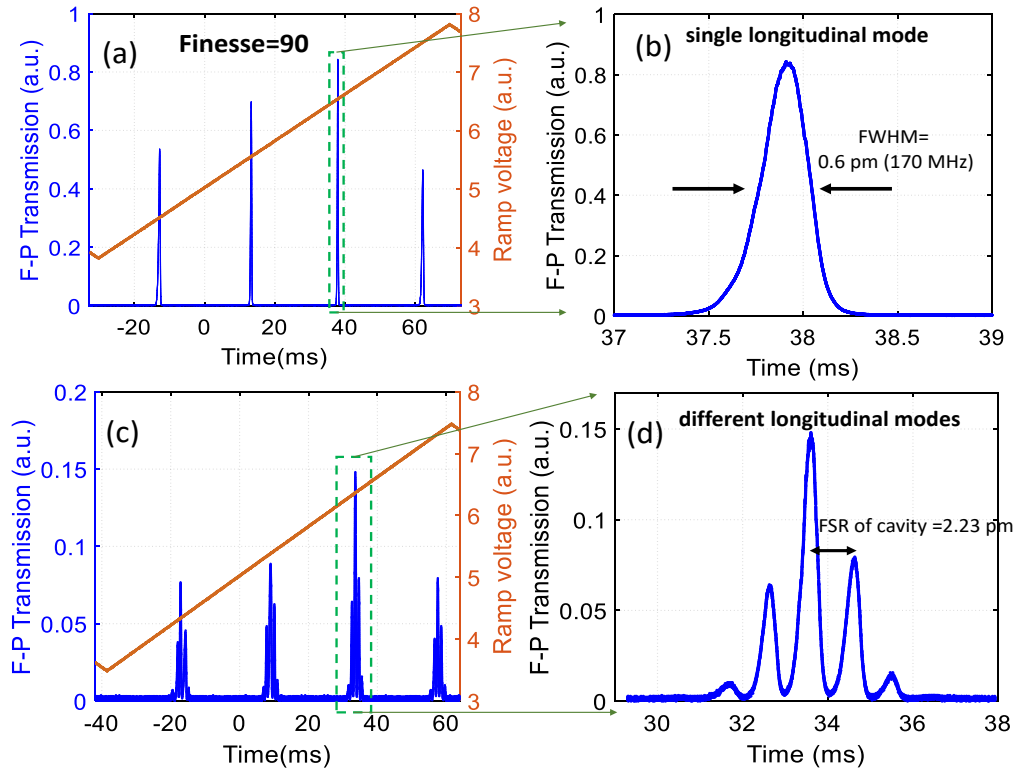 (a)
Finesse=90
F-P Transmission (a.u.)
1
0.8
0.6
0.4
0.2
0
-20
0
20
40
60
Time(ms)
8
7
6
5
4
3
Ramp voltage (a.u.)
(b)
single longitudinal mode
FWHM=
0.6 pm (170 MHz)
F-P Transmission (a.u.)
1
0.8
0.6
0.4
0.2
0
37
37.5
38
38.5
39
Time (ms)
(c)
F-P Transmission (a.u.)
0.2
0.15
0.1
0.05
0
-40
-20
0
20
40
60
Time(ms)
8
7
6
5
4
3
Ramp voltage (a.u.)
(d)
different longitudinal modes
FSR of cavity =2.23 pm
F-P Transmission (a.u.)
0.15
0.1
0.05
0
30
32
34
36
38
Time (ms)